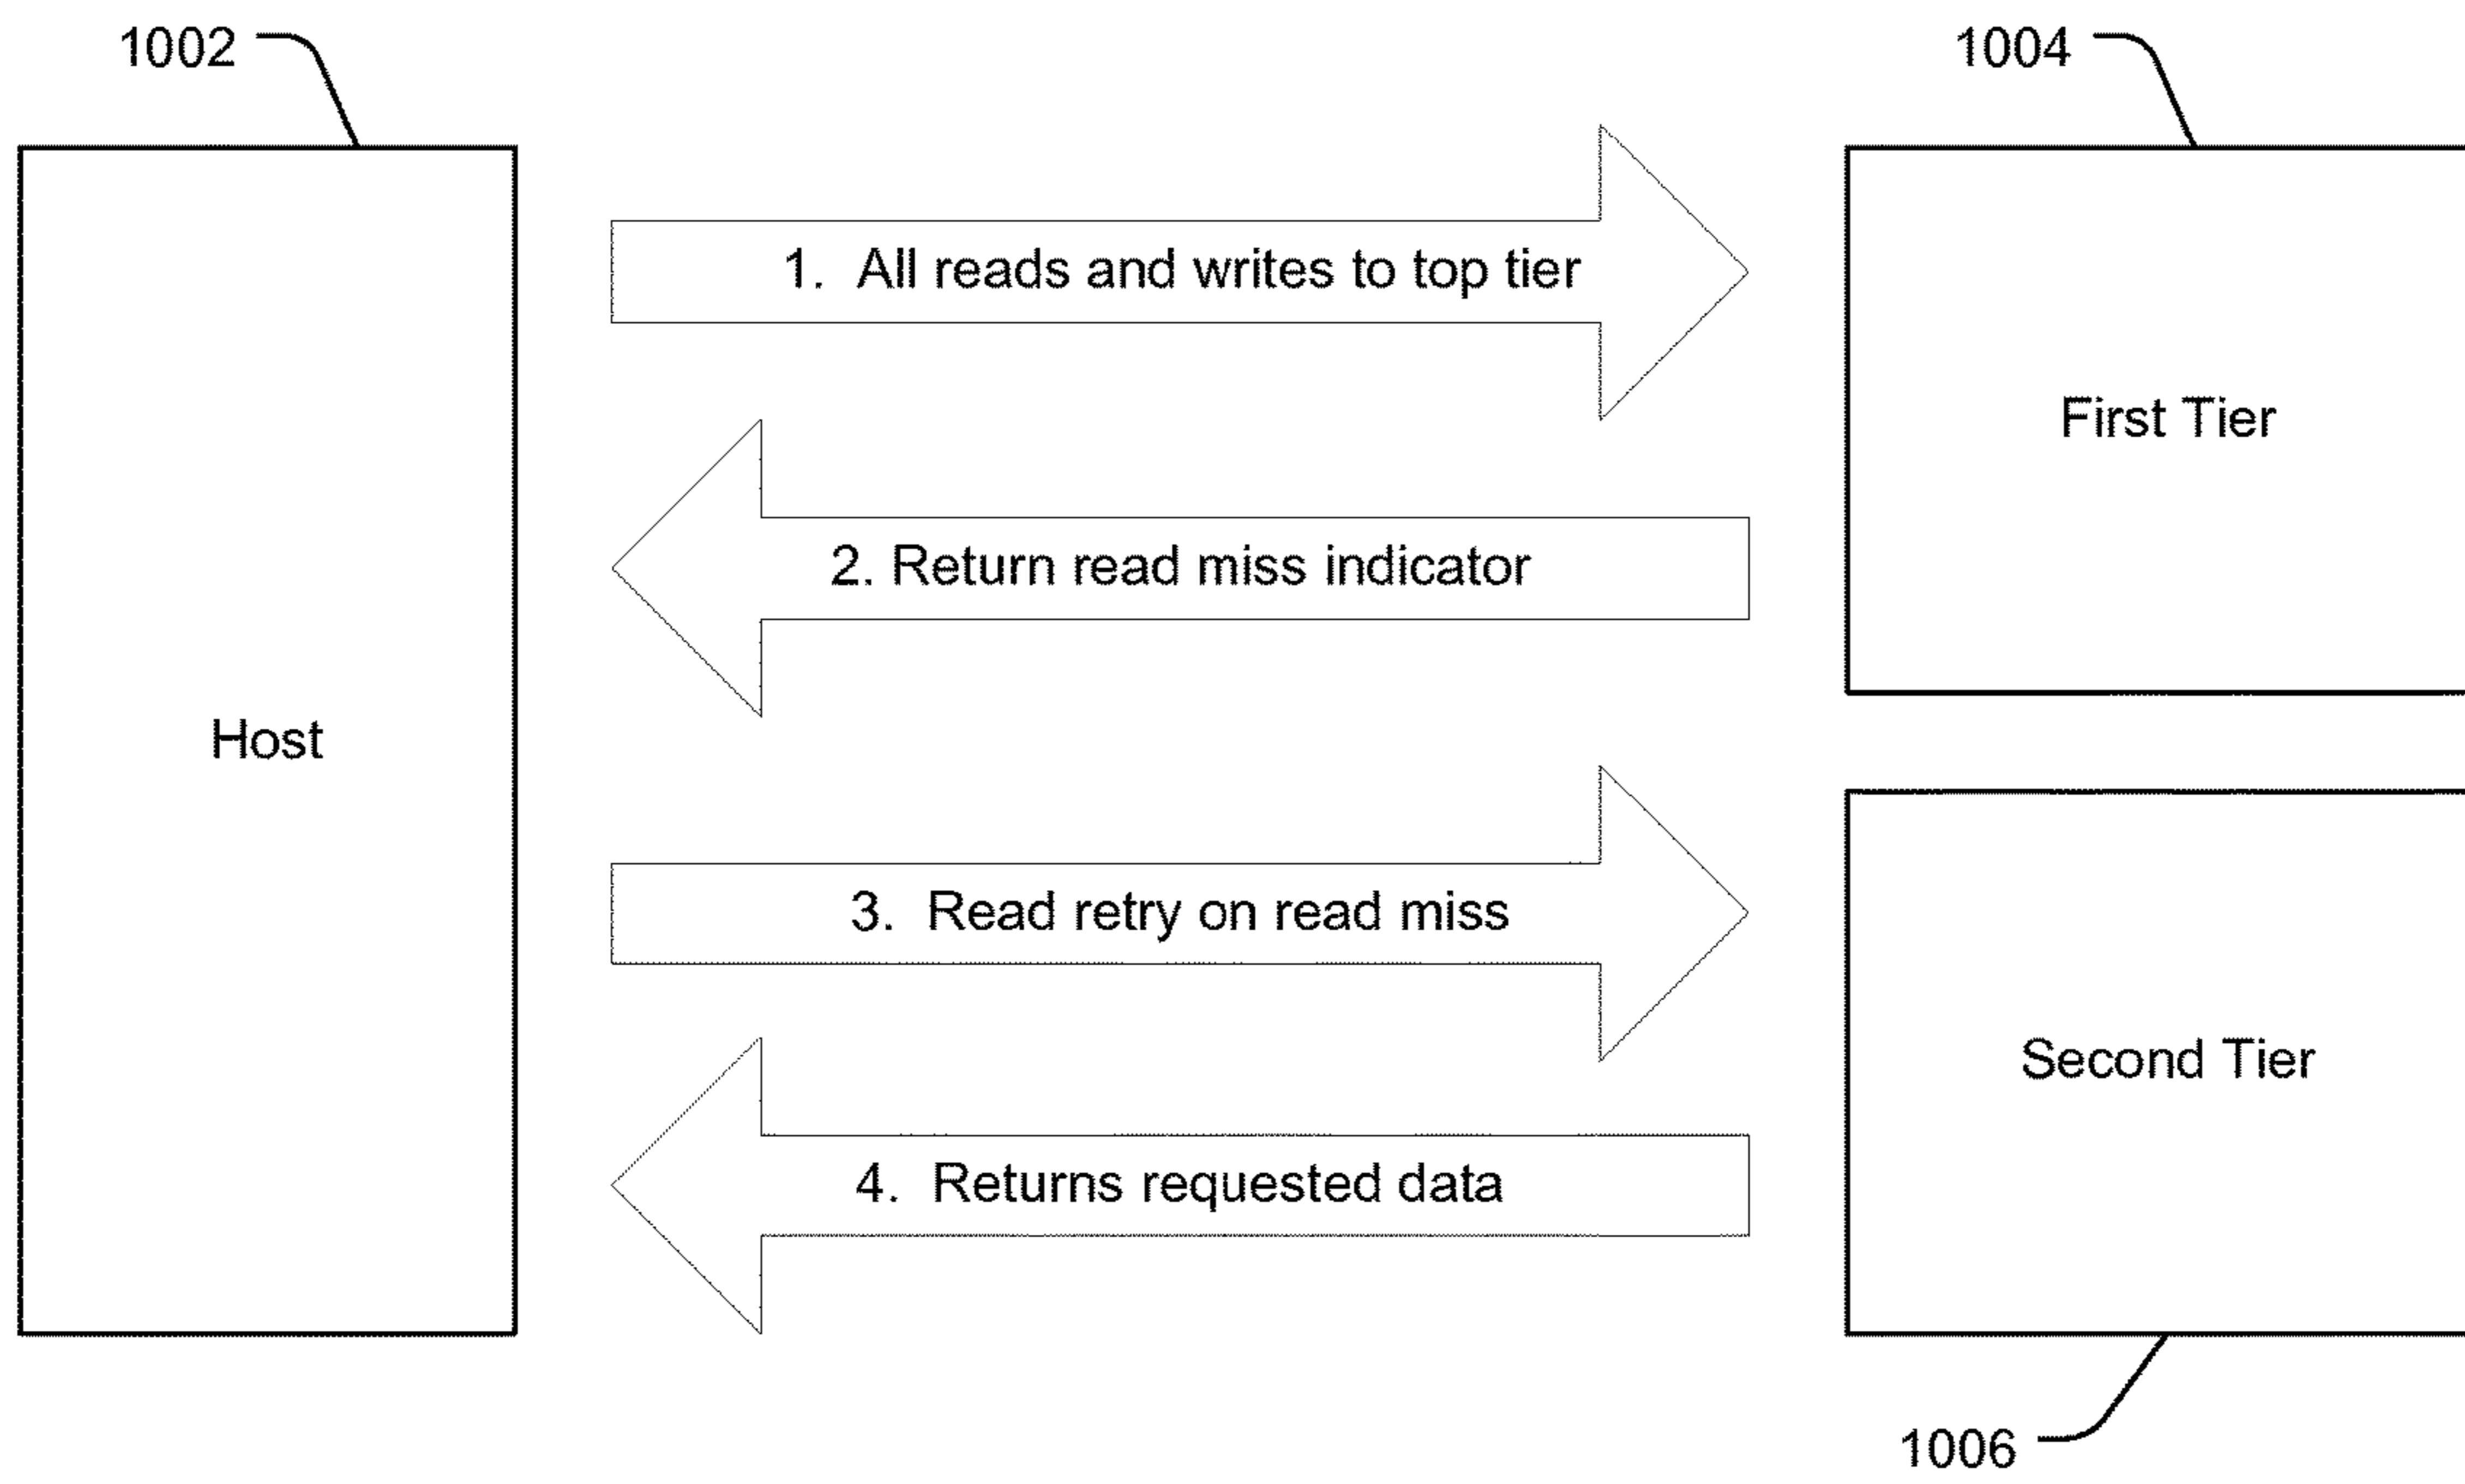 1002
1004
1. All reads and writes to top tier
First Tier
2. Return read miss indicator
Host
3. Read retry on read miss
Second Tier
4. Returns requested data
1006